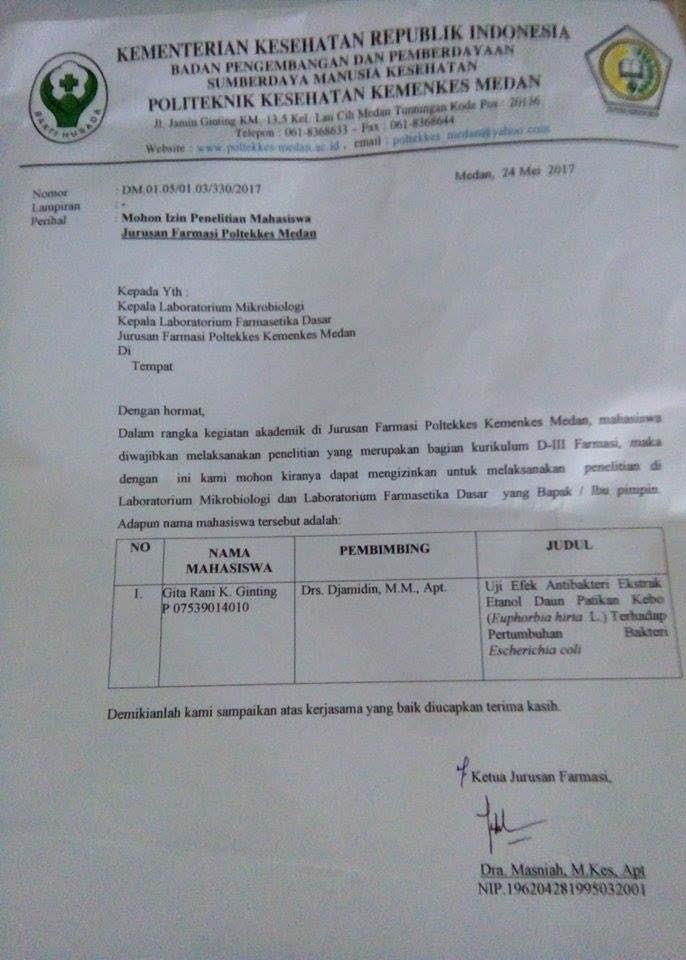 KEMENTERIAN KESEHATAN REPUBLIK INDONESIA
BADAN PENGEMBANGAN DAN PEMBERDAYAAN
SUMBERDAYA MANUSIA KESEHATAN
POLITEKNIK KESEHATAN KEMENKES MEDAN
Jl. Jamin Ginting KM. 13,5 Kel. Lau Cih Medan Tuntungan Kode Pos : 20136
Telepon : 061-8368633 - Fax : 061-8368644
Website : www.poltekkes-medan.ac.id , email : poltekkes_medan@yahoo.com
BAKTI HUSADA
Medan, 24 Mei 2017
Nomor : DM.01.05/01.03/330/2017
Lampiran : -
Perihal : Mohon Izin Penelitian Mahasiswa
Jurusan Farmasi Poltekkes Medan
Kepada Yth :
Kepala Laboratorium Mikrobiologi
Kepala Laboratorium Farmasetika Dasar
Jurusan Farmasi Poltekkes Kemenkes Medan
Di
Tempat
Dengan hormat,
Dalam rangka kegiatan akademik di Jurusan Farmasi Poltekkes Kemenkes Medan, mahasiswa
diwajibkan melaksanakan penelitian yang merupakan bagian kurikulum D-III Farmasi, maka
dengan ini kami mohon kiranya dapat mengizinkan untuk melaksanakan penelitian di
Laboratorium Mikrobiologi dan Laboratorium Farmasetika Dasar yang Bapak / Ibu pimpin.
Adapun nama mahasiswa tersebut adalah:
NO
NAMA
MAHASISWA
PEMBIMBING
JUDUL
1.
Gita Rani K. Ginting
P 07539014010
Drs. Djamidin, M.M., Apt.
Uji Efek Antibakteri Ekstrak
Etanol Daun Patikan Kebo
(Euphorbia hirta L.) Terhadap
Pertumbuhan Bakteri
Escherichia coli
Demikianlah kami sampaikan atas kerjasama yang baik diucapkan terima kasih.
Ketua Jurusan Farmasi,
Dra. Masniah, M.Kes, Apt
NIP.196204281995032001